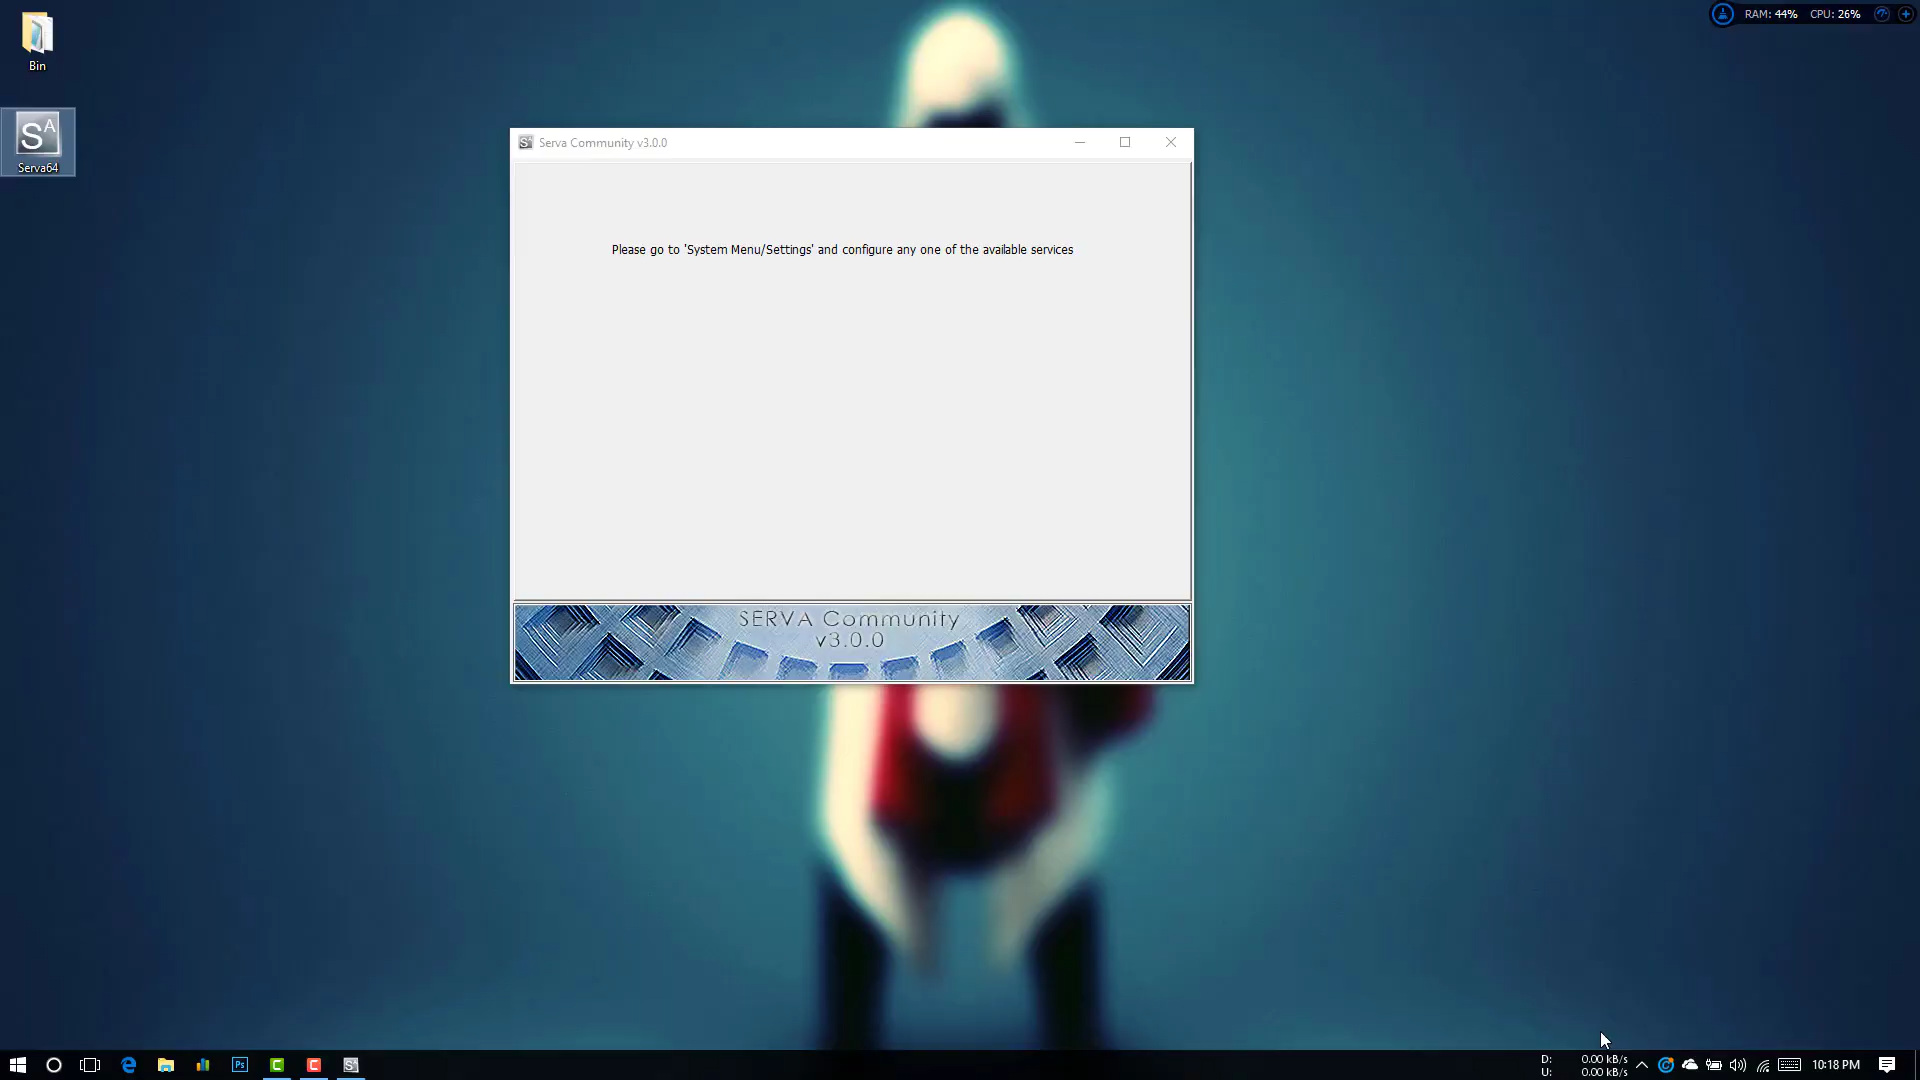 Bin
Serva64
RAM: 44% CPU: 26%
Serva Community v3.0.0
Please go to 'System Menu/Settings' and configure any one of the available services
SERVA Community
v3.0.0
D: 0.00 kB/s
U: 0.00 kB/s
10:18 PM